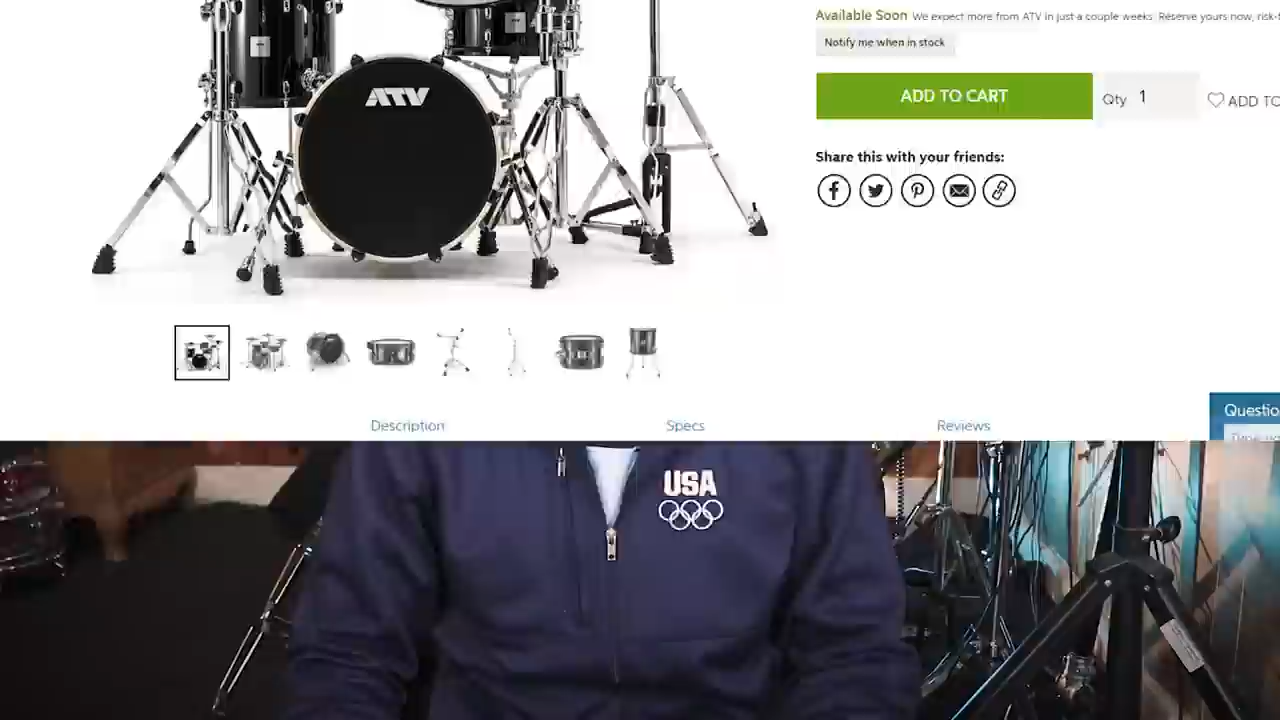 Available Soon We expect more from ATV in just a couple weeks. Reserve yours now, risk-
Notify me when in stock
ATV
ADD TO CART
Qty 1
ADD TO
Share this with your friends:
Description
Specs
Reviews
Questio
USA